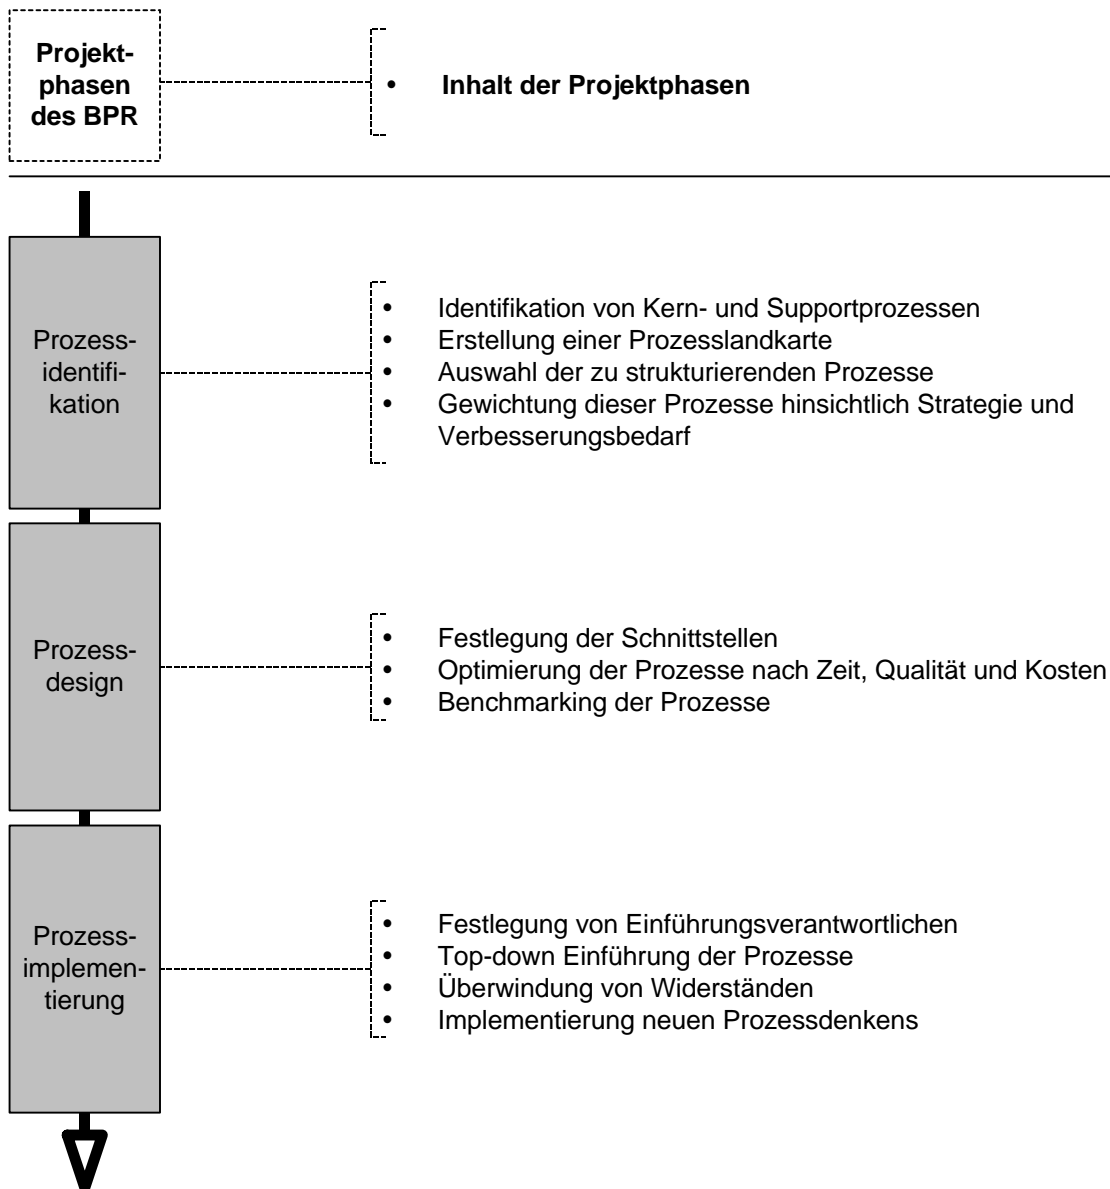 Projekt-
phasen
des BPR
• Inhalt der Projektphasen
Prozess-
identifi-
kation
• Identifikation von Kern- und Supportprozessen
• Erstellung einer Prozesslandkarte
• Auswahl der zu strukturierenden Prozesse
• Gewichtung dieser Prozesse hinsichtlich Strategie und
Verbesserungsbedarf
Prozess-
design
• Festlegung der Schnittstellen
• Optimierung der Prozesse nach Zeit, Qualität und Kosten
• Benchmarking der Prozesse
Prozess-
implemen-
tierung
• Festlegung von Einführungsverantwortlichen
• Top-down Einführung der Prozesse
• Überwindung von Widerständen
• Implementierung neuen Prozessdenkens